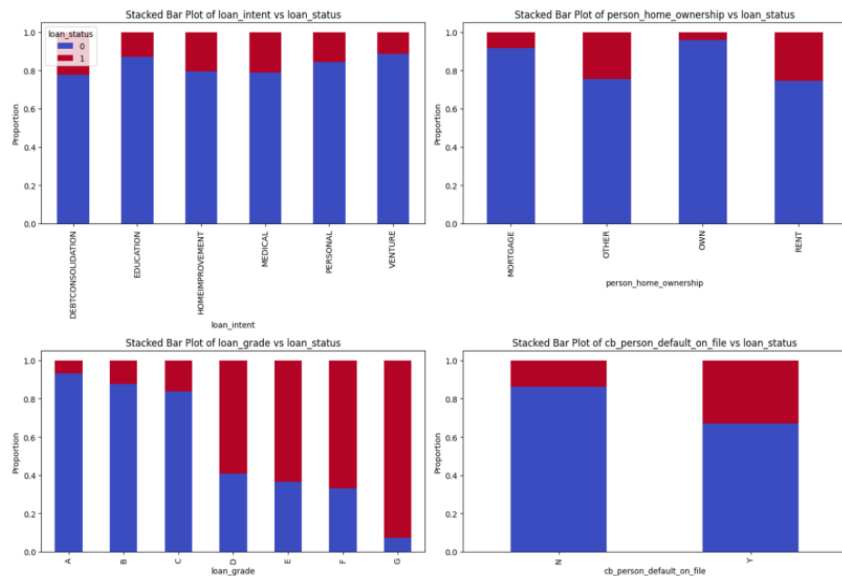 Stacked Bar Plot of loan_intent vs loan_status
loan_status
0
1
1.0
0.8
0.6
0.4
0.2
0.0
Proportion
DEBTCONSOLIDATION
EDUCATION
HOMEIMPROVEMENT
MEDICAL
PERSONAL
VENTURE
loan_intent
Stacked Bar Plot of person_home_ownership vs loan_status
1.0
0.8
0.6
0.4
0.2
0.0
Proportion
MORTGAGE
OTHER
OWN
RENT
person_home_ownership
Stacked Bar Plot of loan_grade vs loan_status
1.0
0.8
0.6
0.4
0.2
0.0
Proportion
A
B
C
D
E
F
G
loan_grade
Stacked Bar Plot of cb_person_default_on_file vs loan_status
1.0
0.8
0.6
0.4
0.2
0.0
Proportion
N
Y
cb_person_default_on_file